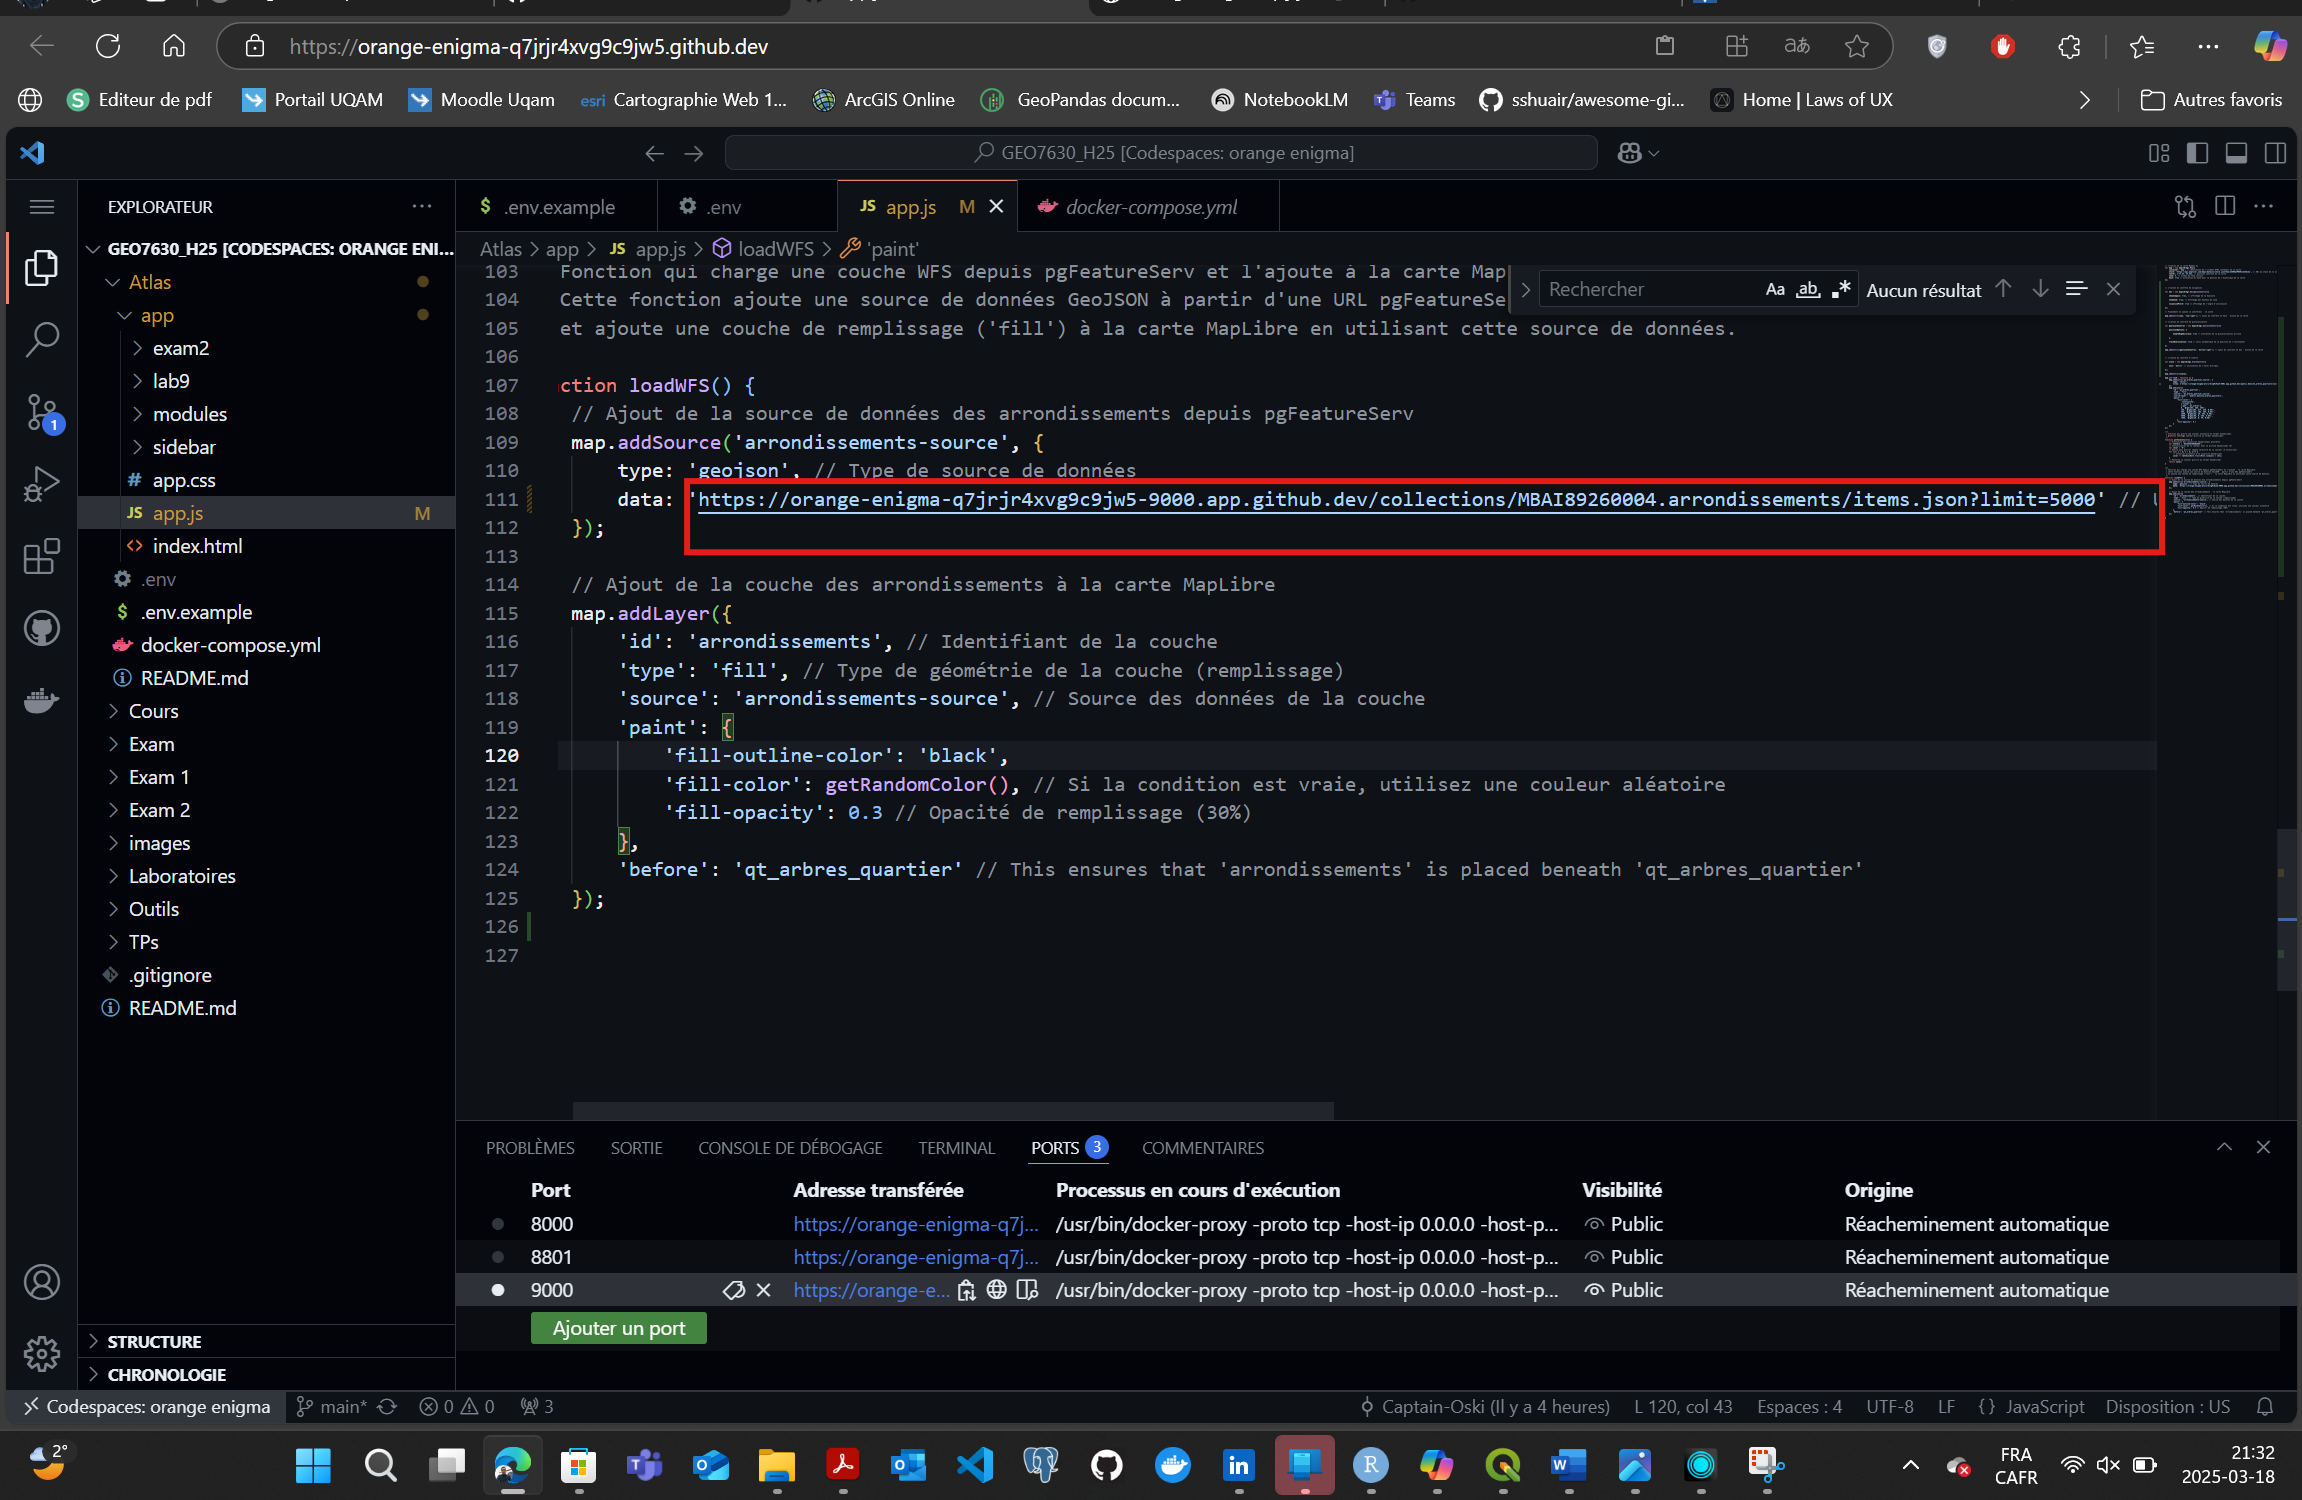 https://orange-enigma-q7jrjr4xvg9c9jw5.github.dev
aあ
Editeur de pdf
Portail UQAM
Moodle Uqam
esri Cartographie Web 1...
ArcGIS Online
GeoPandas docum...
NotebookLM
Teams
sshuair/awesome-gi...
Home | Laws of UX
Autres favoris
GEO7630_H25 [Codespaces: orange enigma]
EXPLORATEUR
GEO7630_H25 [CODESPACES: ORANGE ENI...
Atlas
app
exam2
lab9
modules
sidebar
# app.css
JS app.js M
<> index.html
.env
$ .env.example
docker-compose.yml
README.md
Cours
Exam
Exam 1
Exam 2
images
Laboratoires
Outils
TPs
.gitignore
README.md
STRUCTURE
CHRONOLOGIE
$ .env.example
.env
JS app.js M
docker-compose.yml
Atlas > app > JS app.js > loadWFS > 'paint'
Rechercher
Aa ab .*
Aucun résultat
103 Fonction qui charge une couche WFS depuis pgFeatureServ et l'ajoute à la carte Map
104 Cette fonction ajoute une source de données GeoJSON à partir d'une URL pgFeatureSe
105 et ajoute une couche de remplissage ('fill') à la carte MapLibre en utilisant cette source de données.
106
107 ction loadWFS() {
108 // Ajout de la source de données des arrondissements depuis pgFeatureServ
109 map.addSource('arrondissements-source', {
110 type: 'geojson', // Type de source de données
111 data: 'https://orange-enigma-q7jrjr4xvg9c9jw5-9000.app.github.dev/collections/MBAI89260004.arrondissements/items.json?limit=5000' // U
112 });
113
114 // Ajout de la couche des arrondissements à la carte MapLibre
115 map.addLayer({
116 'id': 'arrondissements', // Identifiant de la couche
117 'type': 'fill', // Type de géométrie de la couche (remplissage)
118 'source': 'arrondissements-source', // Source des données de la couche
119 'paint': {
120 'fill-outline-color': 'black',
121 'fill-color': getRandomColor(), // Si la condition est vraie, utilisez une couleur aléatoire
122 'fill-opacity': 0.3 // Opacité de remplissage (30%)
123 },
124 'before': 'qt_arbres_quartier' // This ensures that 'arrondissements' is placed beneath 'qt_arbres_quartier'
125 });
126
127
PROBLÈMES SORTIE CONSOLE DE DÉBOGAGE TERMINAL PORTS 3 COMMENTAIRES
Port Adresse transférée Processus en cours d'exécution Visibilité Origine
8000 https://orange-enigma-q7j... /usr/bin/docker-proxy -proto tcp -host-ip 0.0.0.0 -host-p... Public Réacheminement automatique
8801 https://orange-enigma-q7j... /usr/bin/docker-proxy -proto tcp -host-ip 0.0.0.0 -host-p... Public Réacheminement automatique
9000 https://orange-e... /usr/bin/docker-proxy -proto tcp -host-ip 0.0.0.0 -host-p... Public Réacheminement automatique
Ajouter un port
1
Codespaces: orange enigma
main*
0 0
3
Captain-Oski (Il y a 4 heures)
L 120, col 43
Espaces : 4
UTF-8
LF
{} JavaScript
Disposition : US
2°
FRA
CAFR
21:32
2025-03-18